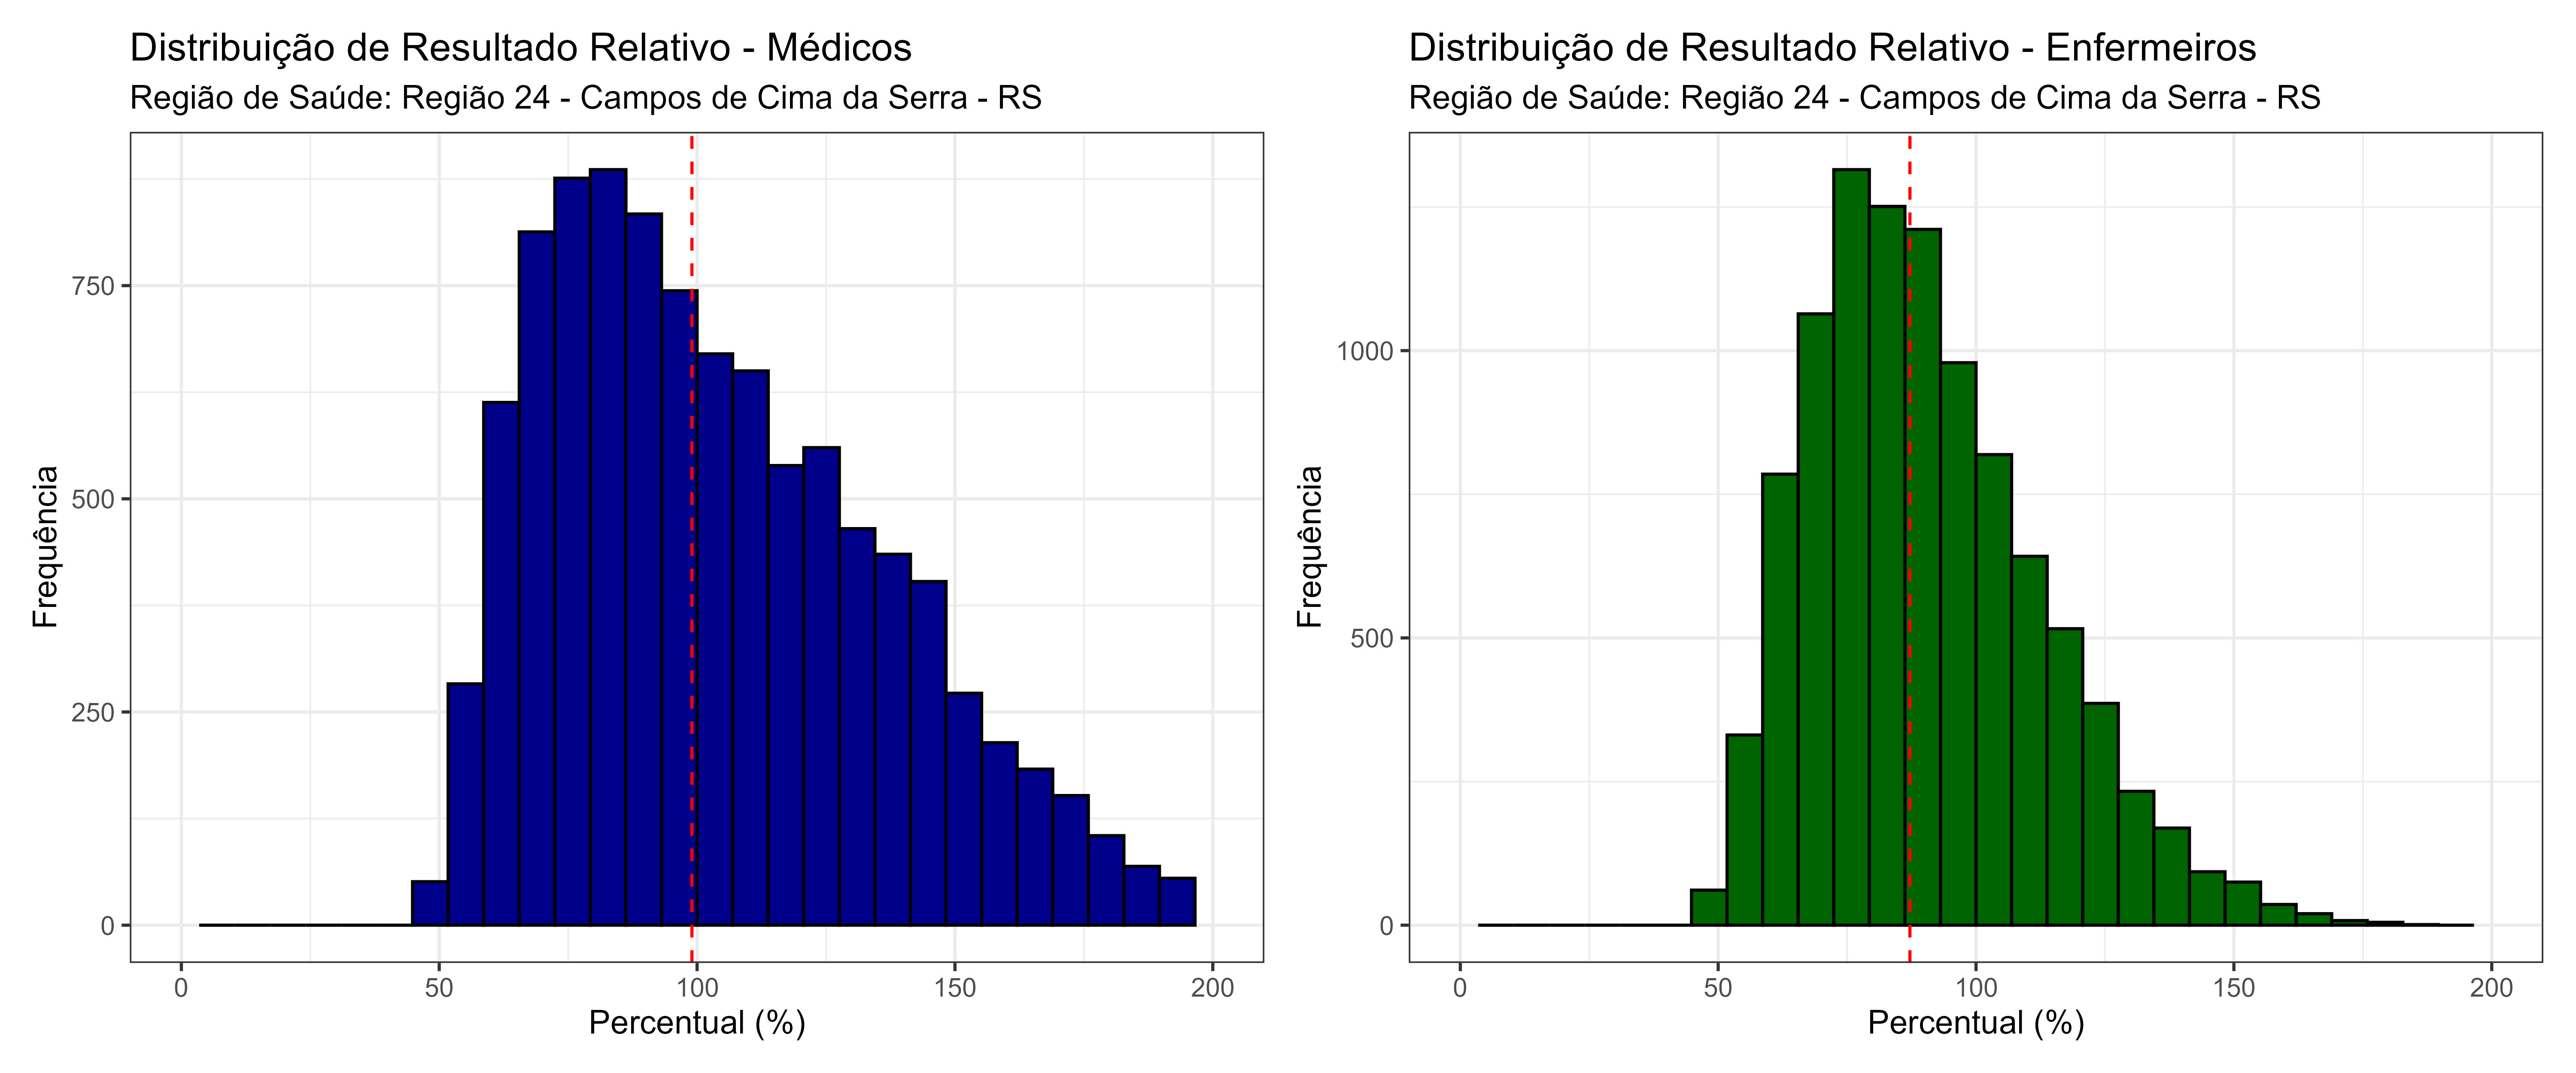 Distribuição de Resultado Relativo - Médicos
Região de Saúde: Região 24 - Campos de Cima da Serra - RS
Frequência
750
500
250
0
0 50 100 150 200
Percentual (%)
Distribuição de Resultado Relativo - Enfermeiros
Região de Saúde: Região 24 - Campos de Cima da Serra - RS
Frequência
1000
500
0
0 50 100 150 200
Percentual (%)